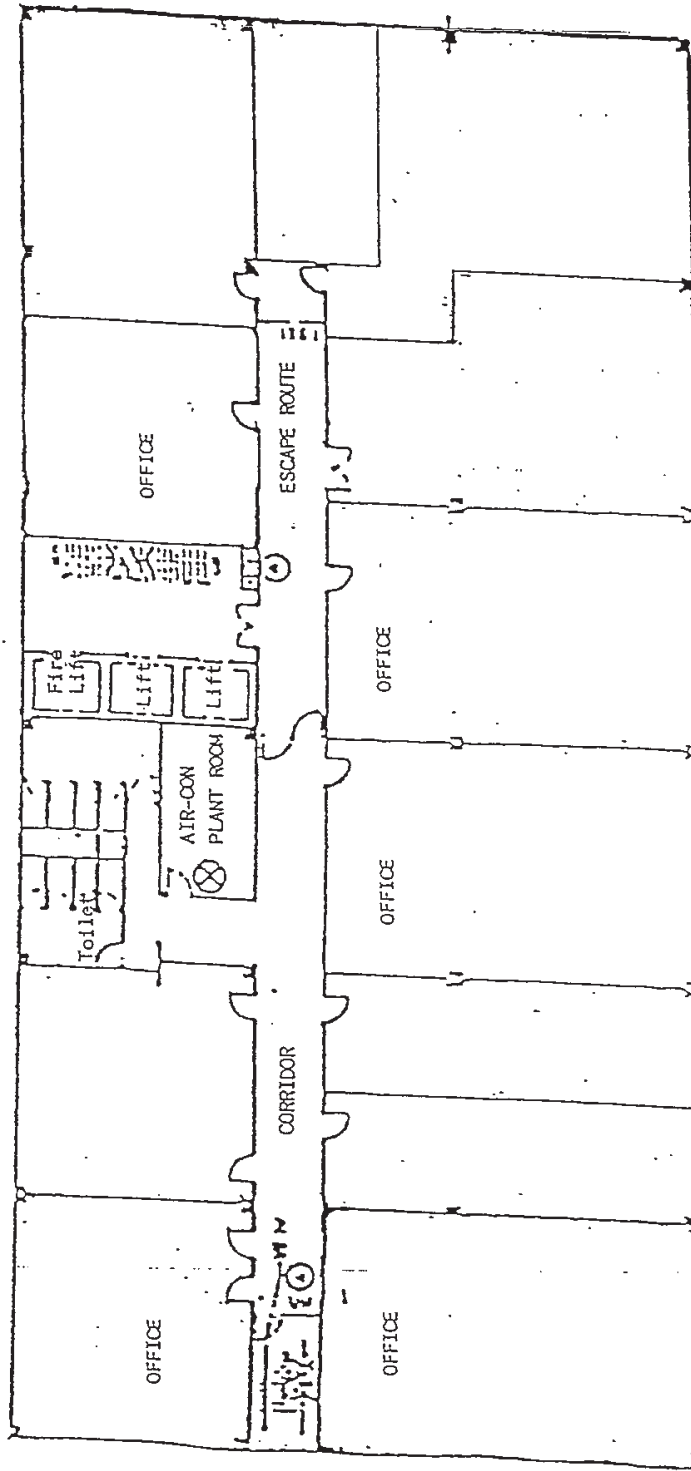 OFFICE
ESCAPE ROUTE
OFFICE
Fire
Lift
Lift
Lift
AIR-CON
PLANT ROOM
OFFICE
Toilet
CORRIDOR
A
A
OFFICE
OFFICE